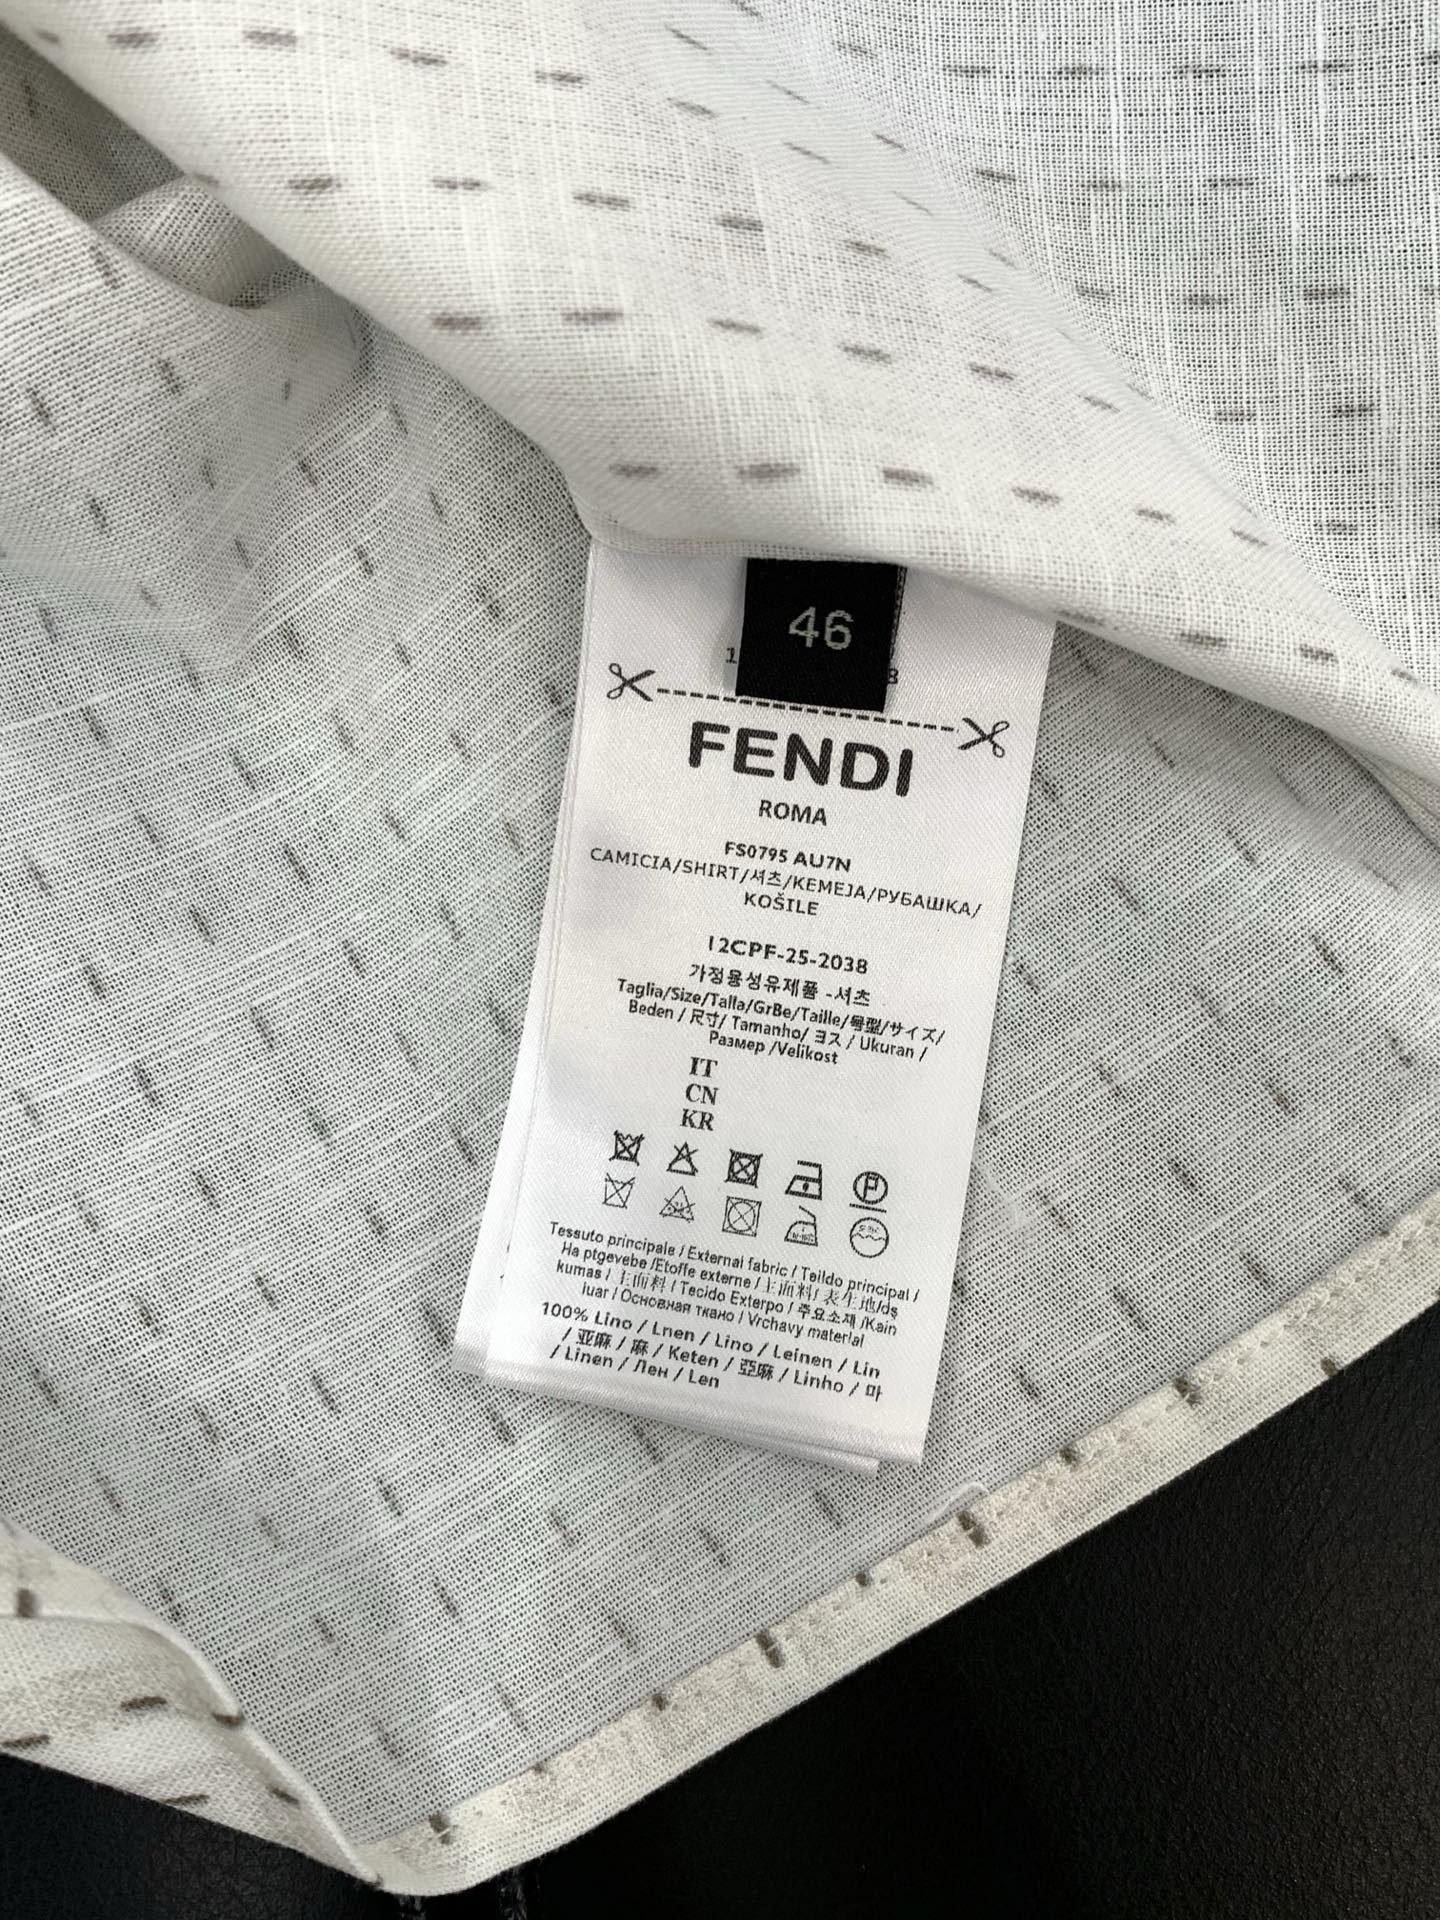 46
FENDI
ROMA
FS0795 AU7N
CAMICIA/SHIRT/셔츠/KEMEJA/РУБАШКА/
KOŠILE
12CPF-25-2038
가정용섬유제품 -셔츠
Taglia/Size/Talla/GrBe/Taille/号型/サイズ/
Beden / 尺寸/ Tamanho/ ヨス / Ukuran /
Размер /Velikost
IT
CN
KR
Tessuto principale / External fabric / Teildo principal /
Ha ptgevebe /Etoffe externe / 主面料/ 表生地/dş
kumas / 主面料 / Tecido Exterpo / 주요소재 /Kain
luar / Основная ткано / Vrchavy material
100% Lino / Lnen / Lino / Leinen / Lin
/ 亚麻 / 麻 / Keten / 亞麻 / Linho / 마
/ Linen / Лен / Len